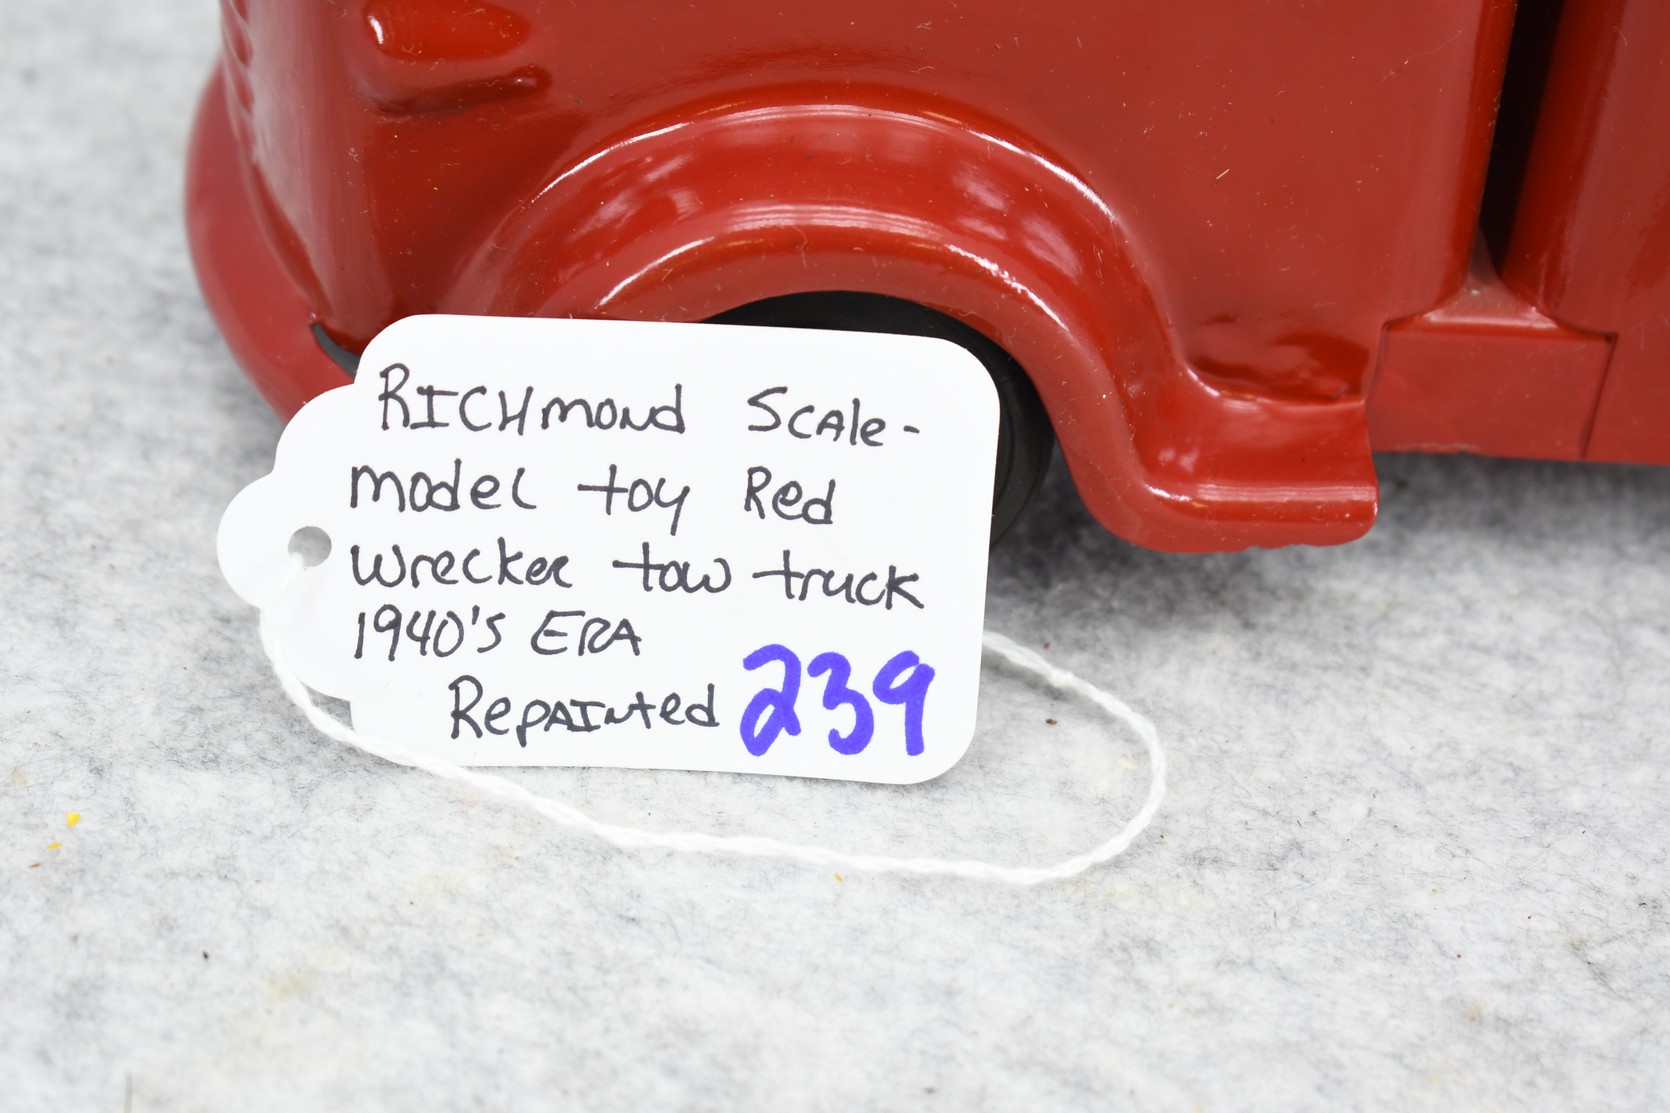 RICHmond Scale-
model toy Red
wrecker tow truck
1940's ERA
Repainted 239